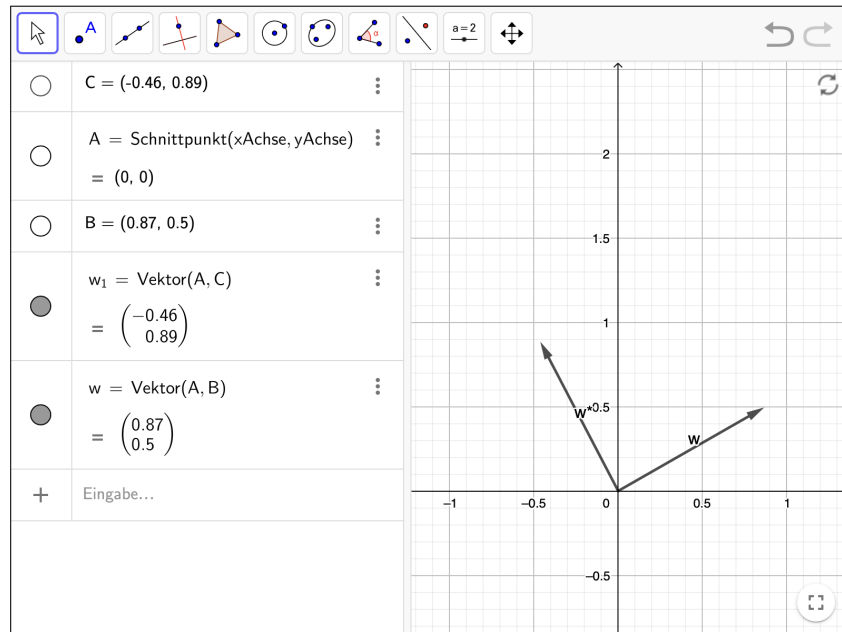 A
α
a = 2
C = (-0.46, 0.89)
A = Schnittpunkt(xAchse, yAchse)
= (0, 0)
B = (0.87, 0.5)
w₁ = Vektor(A, C)
= (−0.46
0.89)
w = Vektor(A, B)
= (0.87
0.5)
+ Eingabe...
2
1.5
1
w* 0.5
w
−1 −0.5 0 0.5 1
−0.5